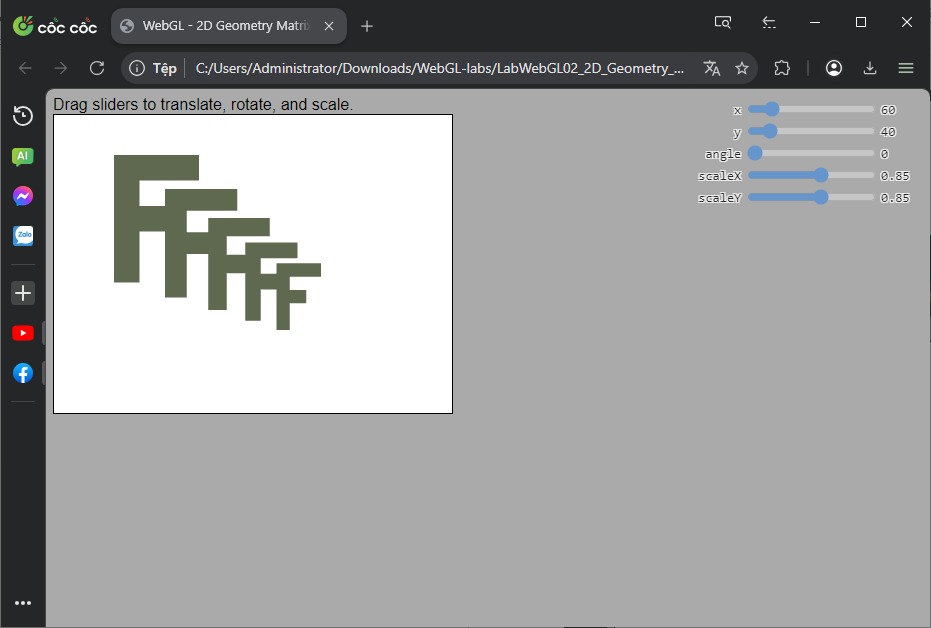 cốc cốc
WebGL - 2D Geometry Matri
Tệp
C:/Users/Administrator/Downloads/WebGL-labs/LabWebGL02_2D_Geometry_...
AI
Zalo
Drag sliders to translate, rotate, and scale.
x 60
y 40
angle 0
scaleX 0.85
scaleY 0.85
F
F
F
F
F